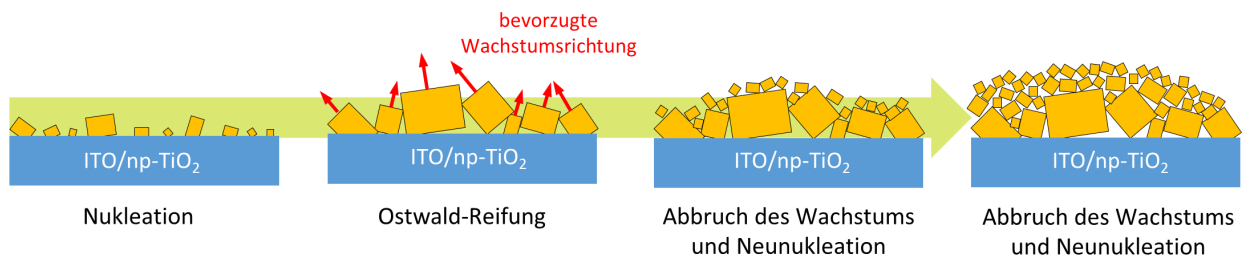 bevorzugte
Wachstumsrichtung
ITO/np-TiO₂
ITO/np-TiO₂
ITO/np-TiO₂
ITO/np-TiO₂
Nukleation
Ostwald-Reifung
Abbruch des Wachstums
und Neunukleation
Abbruch des Wachstums
und Neunukleation